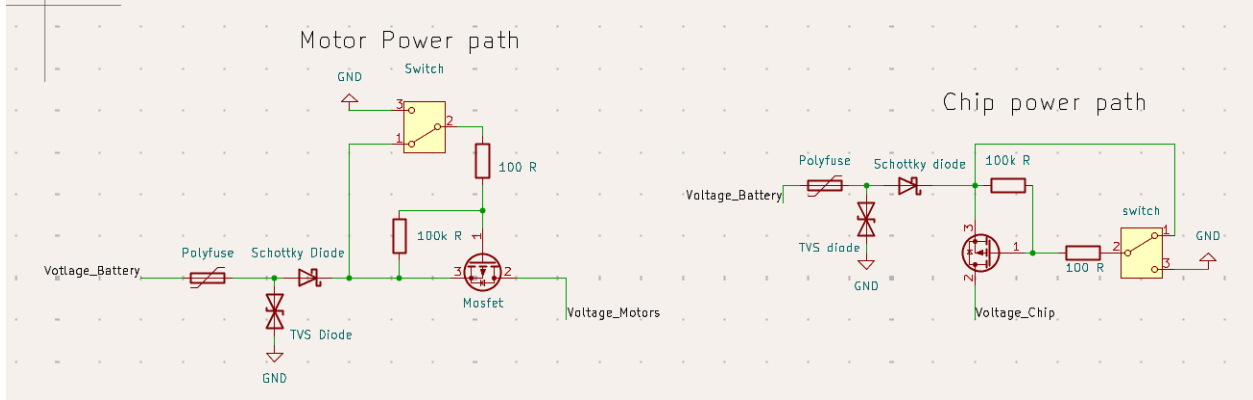 Motor Power path
Switch
GND
3
2
1
100 R
100k R
1
Polyfuse
Schottky Diode
Votlage_Battery
3
2
Mosfet
Voltage_Motors
TVS Diode
GND
Chip power path
Polyfuse
Schottky diode
100k R
Voltage_Battery
switch
3
1
GND
TVS diode
1
2
100 R
3
2
GND
Voltage_Chip